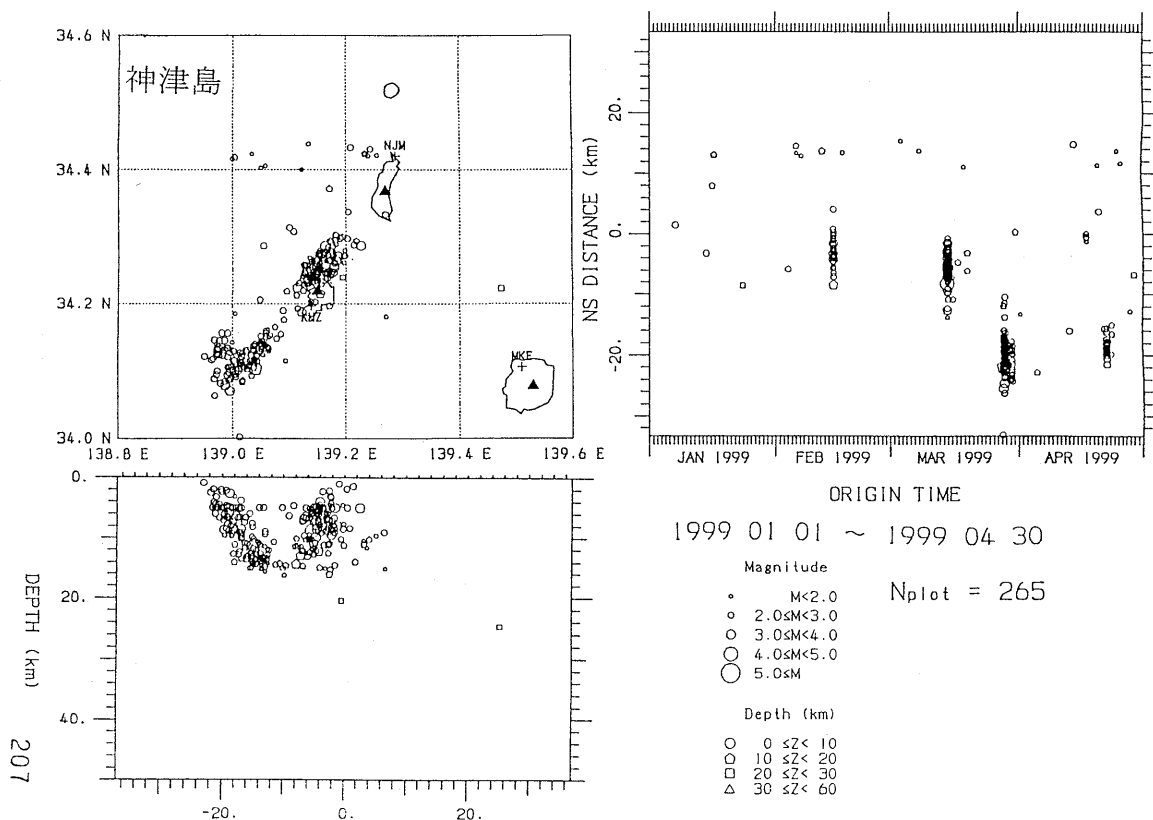 34.6 N
神津島
NJM
34.4 N
34.2 N
KWZ
MKE
34.0 N
138.8 E
139.0 E
139.2 E
139.4 E
139.6 E
NS DISTANCE (km)
20.
0.
-20.
JAN 1999
FEB 1999
MAR 1999
APR 1999
ORIGIN TIME
1999 01 01 ~ 1999 04 30
Magnitude
M<2.0
2.0≤M<3.0
3.0≤M<4.0
4.0≤M<5.0
5.0≤M
Nplot = 265
Depth (km)
0 ≤Z< 10
10 ≤Z< 20
20 ≤Z< 30
30 ≤Z< 60
0.
20.
40.
DEPTH (km)
-20.
0.
20.
207